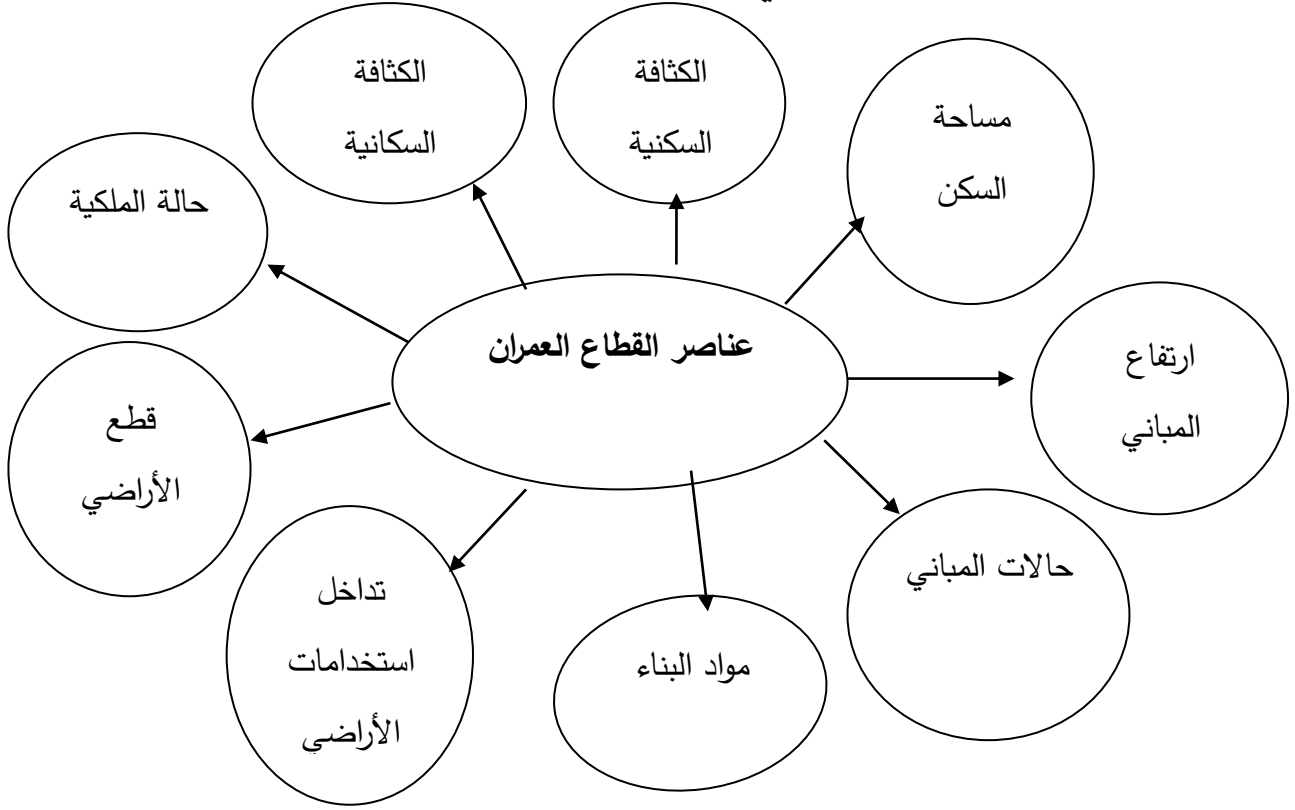 الكثافة
السكانية
الكثافة
السكنية
مساحة
السكن
حالة الملكية
عناصر القطاع العمران
ارتفاع
المباني
قطع
الأراضي
حالات المباني
تداخل
استخدامات
الأراضي
مواد البناء